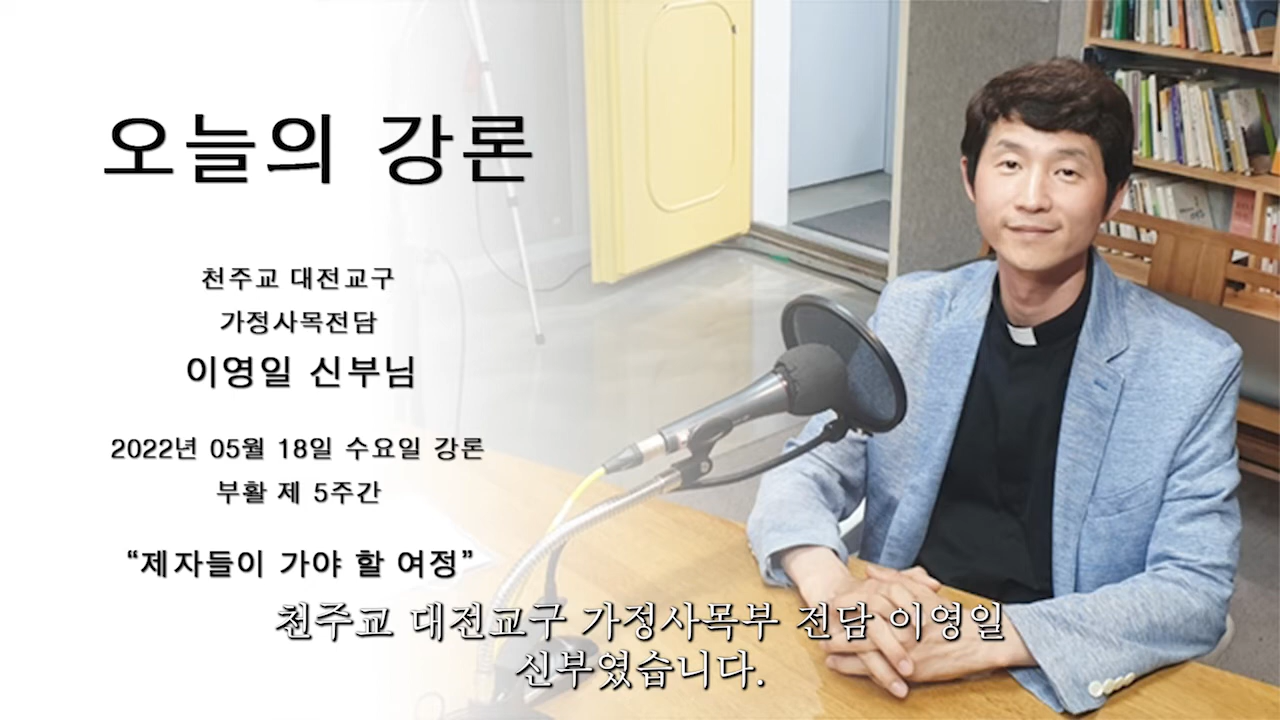 오늘의 강론
천주교 대전교구
가정사목전담
이영일 신부님
2022년 05월 18일 수요일 강론
부활 제 5주간
“제자들이 가야 할 여정”
천주교 대전교구 가정사목부 전담 이영일
신부였습니다.